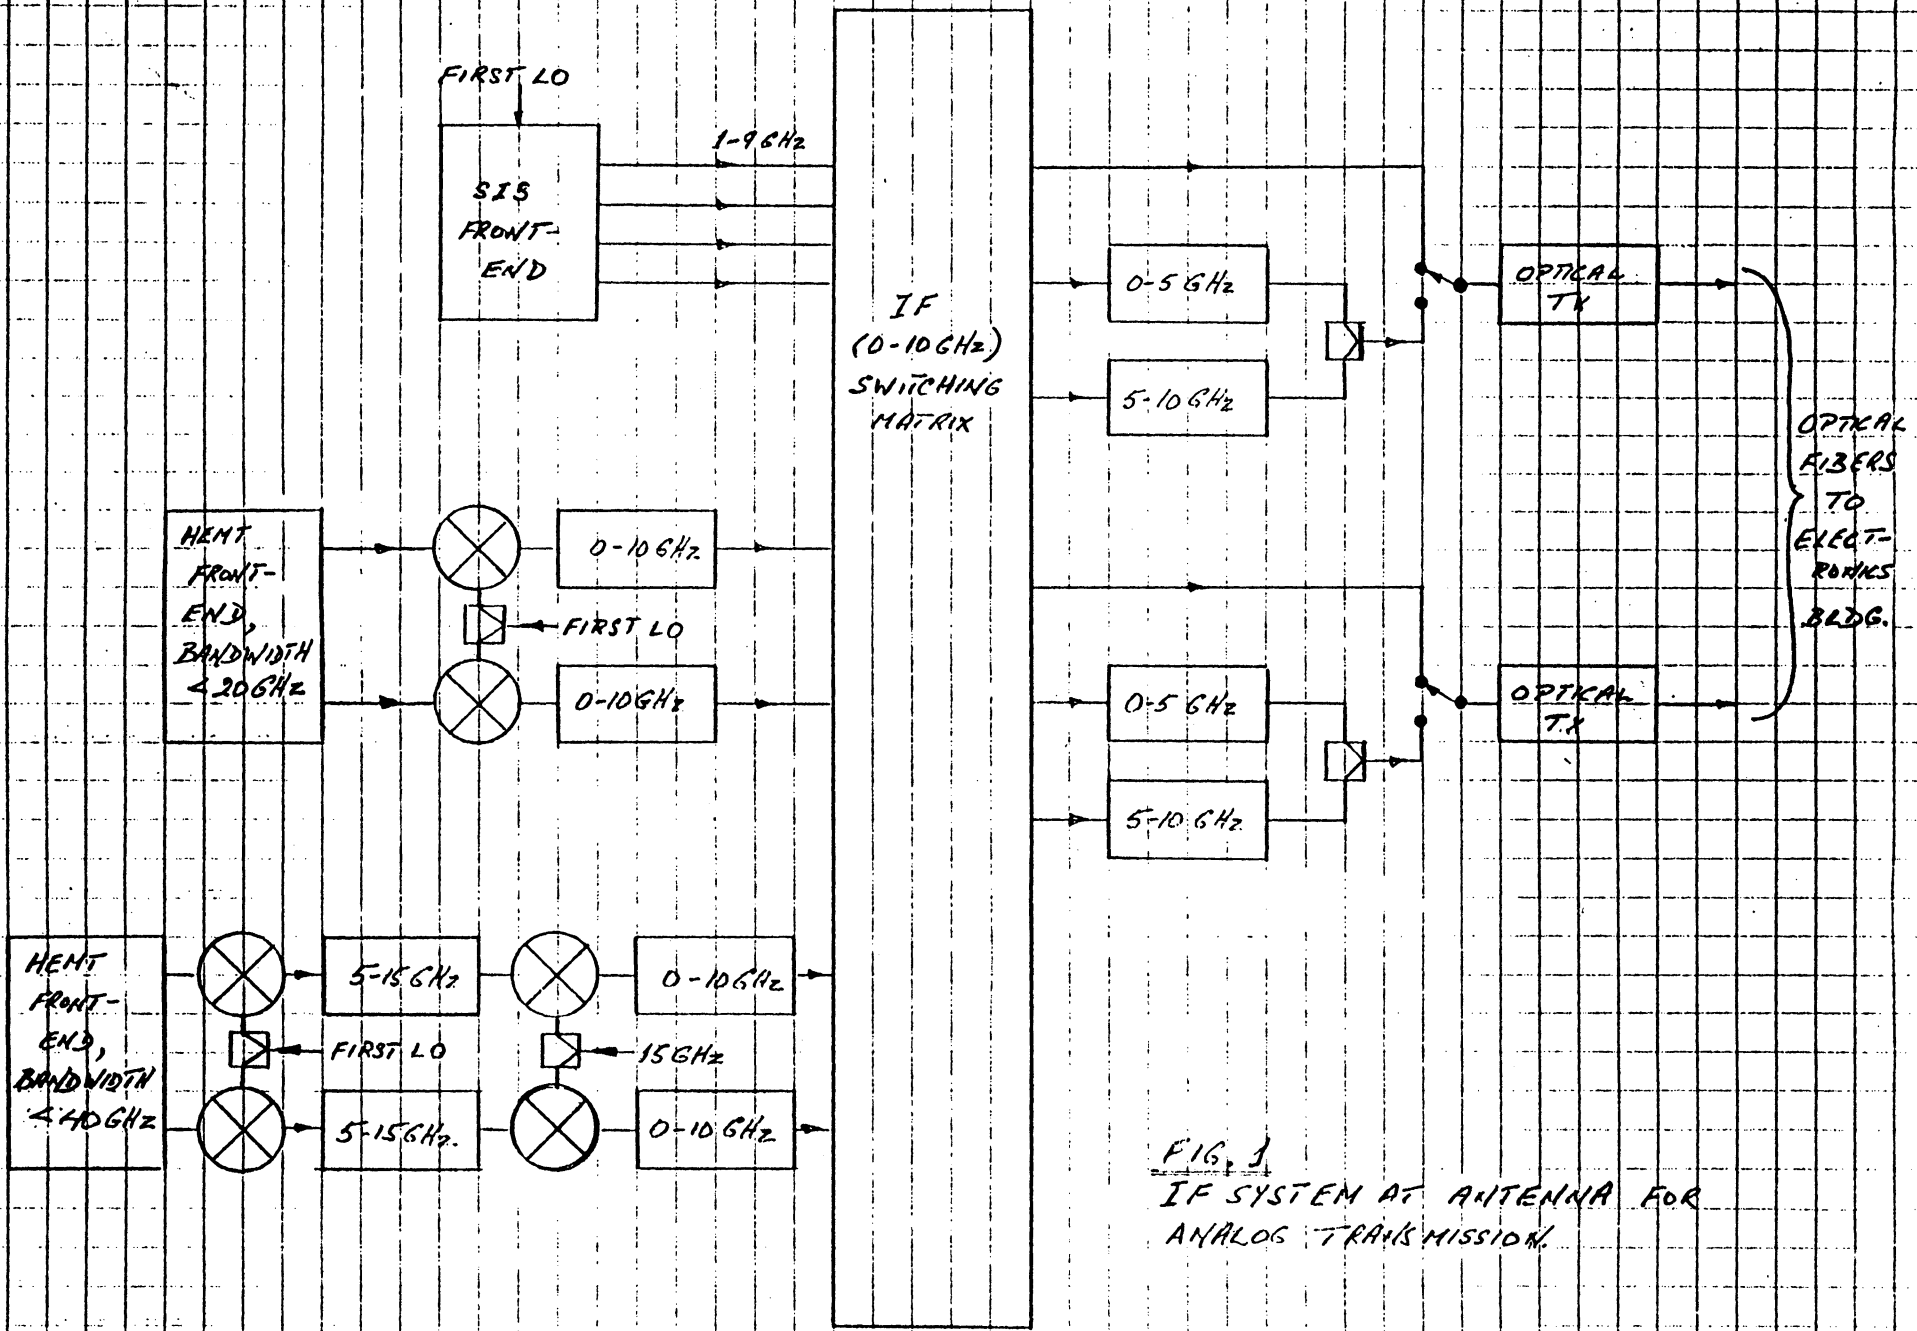 FIRST LO
1-9 GHz
SIS
FRONT-
END
IF
(0-10 GHz)
SWITCHING
MATRIX
0-5 GHz
5-10 GHz
OPTICAL
TX
OPTICAL
FIBERS
TO
ELECT-
RONICS
BLDG.
HEMT
FRONT-
END,
BANDWIDTH
<20 GHz
0-10 GHz
FIRST LO
0-10 GHz
0-5 GHz
5-10 GHz
OPTICAL
TX
HEMT
FRONT-
END,
BANDWIDTH
<40 GHz
5-15 GHz
0-10 GHz
FIRST LO
15 GHz
5-15 GHz.
0-10 GHz
FIG. 1
IF SYSTEM AT ANTENNA FOR
ANALOG TRANSMISSION.